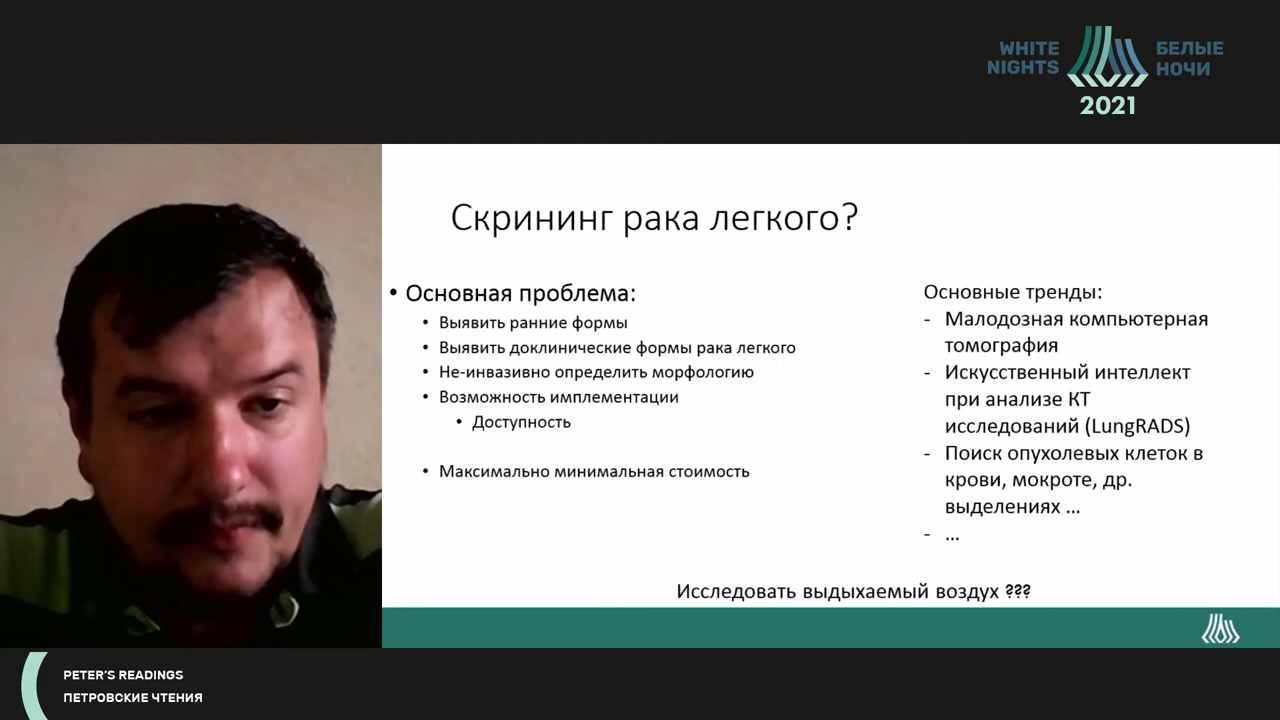 WHITE
NIGHTS
БЕЛЫЕ
НОЧИ
2021
Скрининг рака легкого?
• Основная проблема:
• Выявить ранние формы
• Выявить доклинические формы рака легкого
• Не-инвазивно определить морфологию
• Возможность имплементации
• Доступность
• Максимально минимальная стоимость
Основные тренды:
- Малодозная компьютерная
томография
- Искусственный интеллект
при анализе КТ
исследований (LungRADS)
- Поиск опухолевых клеток в
крови, мокроте, др.
выделениях ...
- ...
Исследовать выдыхаемый воздух ???
PETER'S READINGS
ПЕТРОВСКИЕ ЧТЕНИЯ